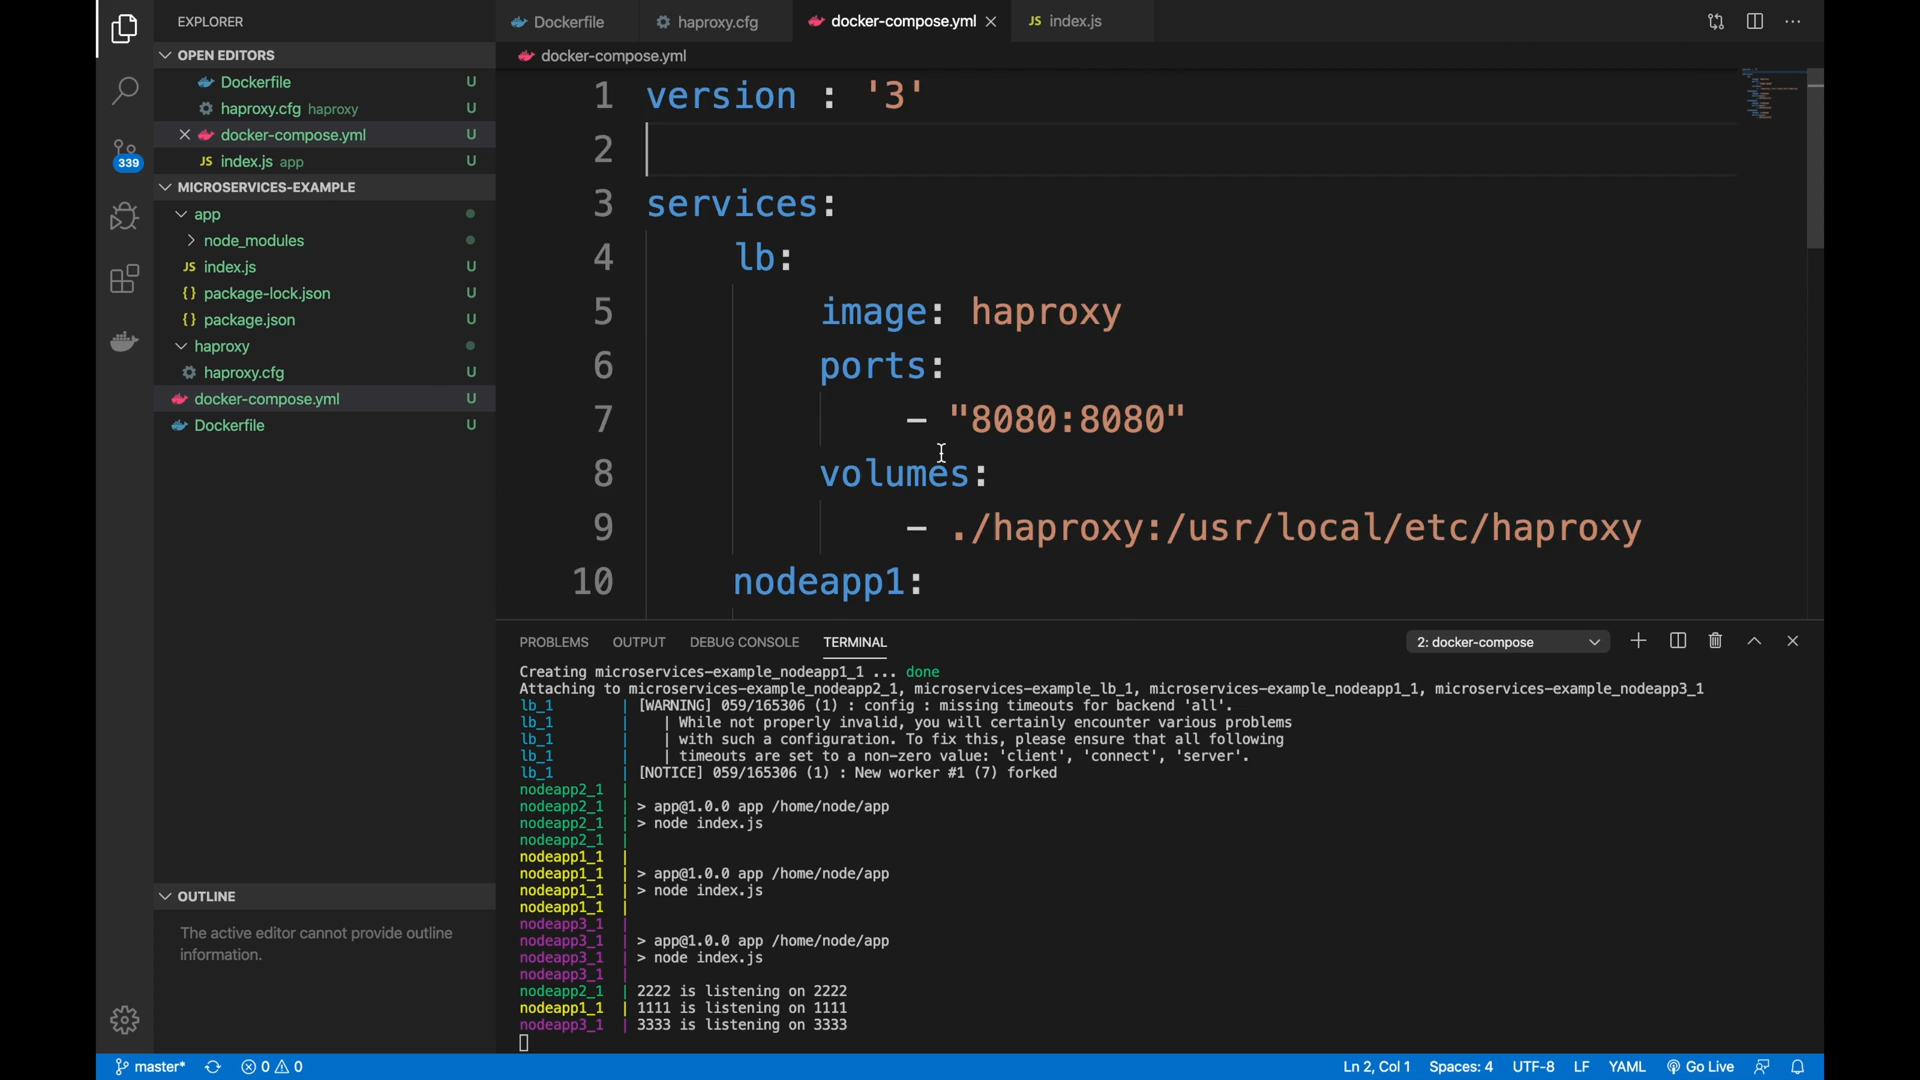 EXPLORER
OPEN EDITORS
Dockerfile U
haproxy.cfg haproxy U
docker-compose.yml U
JS index.js app U
MICROSERVICES-EXAMPLE
app
node_modules
JS index.js U
{} package-lock.json U
{} package.json U
haproxy
haproxy.cfg U
docker-compose.yml U
Dockerfile U
339
OUTLINE
The active editor cannot provide outline
information.
Dockerfile haproxy.cfg docker-compose.yml JS index.js
docker-compose.yml
1 version : '3'
2
3 services:
4 lb:
5 image: haproxy
6 ports:
7 - "8080:8080"
8 volumes:
9 - ./haproxy:/usr/local/etc/haproxy
10 nodeapp1:
PROBLEMS OUTPUT DEBUG CONSOLE TERMINAL 2: docker-compose
Creating microservices-example_nodeapp1_1 ... done
Attaching to microservices-example_nodeapp2_1, microservices-example_lb_1, microservices-example_nodeapp1_1, microservices-example_nodeapp3_1
lb_1 | [WARNING] 059/165306 (1) : config : missing timeouts for backend 'all'.
lb_1 | | While not properly invalid, you will certainly encounter various problems
lb_1 | | with such a configuration. To fix this, please ensure that all following
lb_1 | | timeouts are set to a non-zero value: 'client', 'connect', 'server'.
lb_1 | [NOTICE] 059/165306 (1) : New worker #1 (7) forked
nodeapp2_1 |
nodeapp2_1 | > app@1.0.0 app /home/node/app
nodeapp2_1 | > node index.js
nodeapp2_1 |
nodeapp1_1 |
nodeapp1_1 | > app@1.0.0 app /home/node/app
nodeapp1_1 | > node index.js
nodeapp1_1 |
nodeapp3_1 |
nodeapp3_1 | > app@1.0.0 app /home/node/app
nodeapp3_1 | > node index.js
nodeapp3_1 |
nodeapp2_1 | 2222 is listening on 2222
nodeapp1_1 | 1111 is listening on 1111
nodeapp3_1 | 3333 is listening on 3333
master* 0 0 Ln 2, Col 1 Spaces: 4 UTF-8 LF YAML Go Live